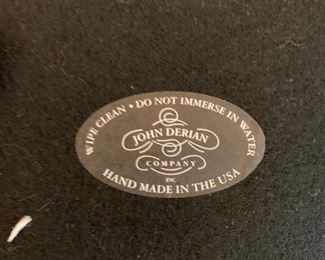 WIPE CLEAN • DO NOT IMMERSE IN WATER
JOHN DERIAN
COMPANY
INC
HAND MADE IN THE USA